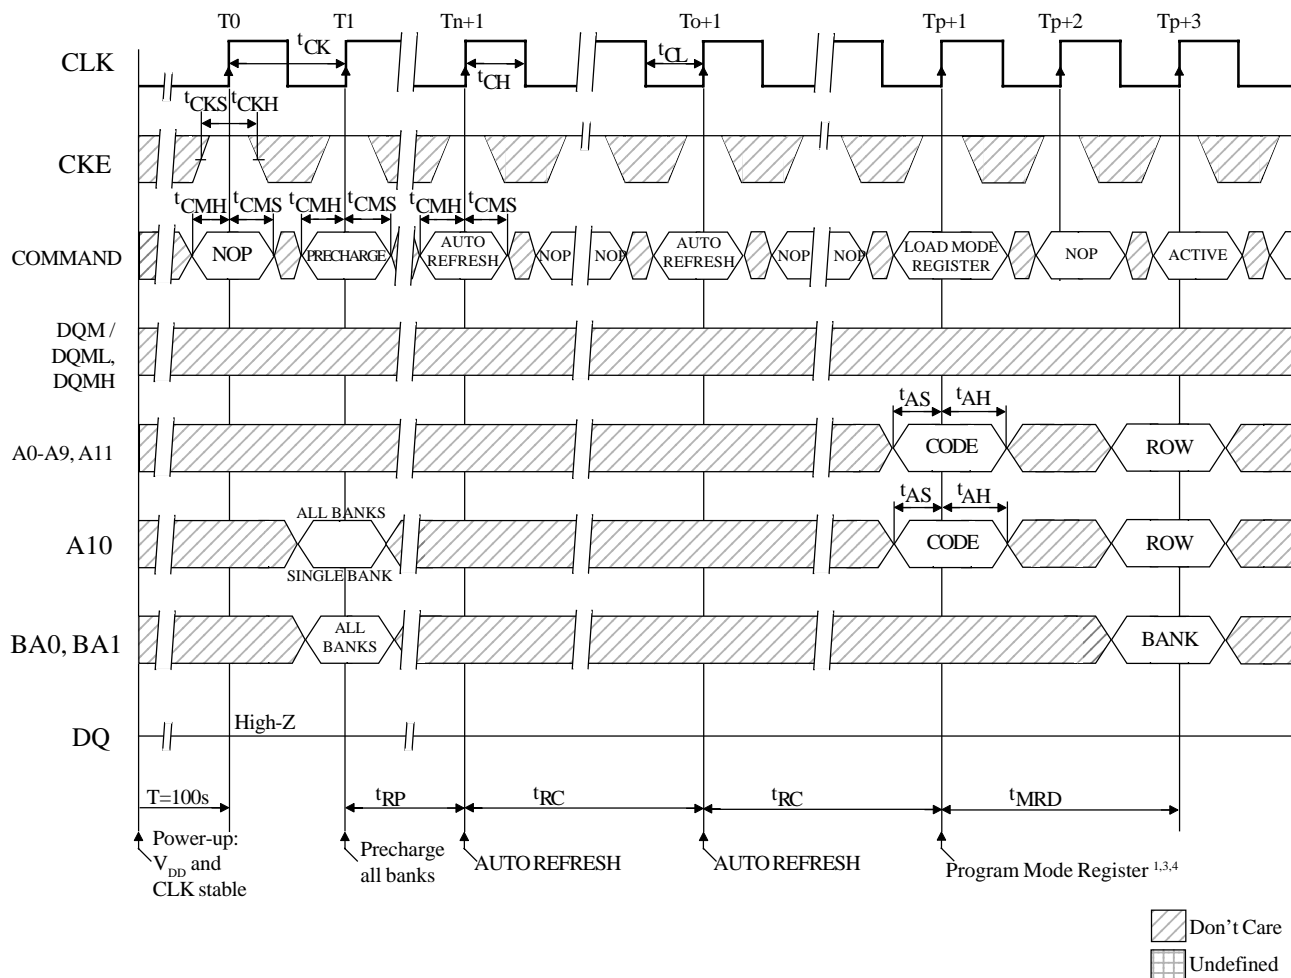 T0 T1 Tn+1 To+1 Tp+1 Tp+2 Tp+3
CLK tCK tCH tCL
tCKS tCKH
CKE
tCMH tCMS tCMH tCMS tCMH tCMS
COMMAND NOP PRECHARGE AUTO REFRESH NOP NOP AUTO REFRESH NOP NOP LOAD MODE REGISTER NOP ACTIVE
DQM /
DQML,
DQMH
tAS tAH
A0-A9, A11 CODE ROW
tAS tAH
ALL BANKS
A10 CODE ROW
SINGLE BANK
BA0, BA1 ALL BANKS BANK
High-Z
DQ
T=100s tRP tRC tRC tMRD
Power-up:
VDD and
CLK stable
Precharge
all banks
AUTO REFRESH
AUTO REFRESH
Program Mode Register 1,3,4
Don't Care
Undefined